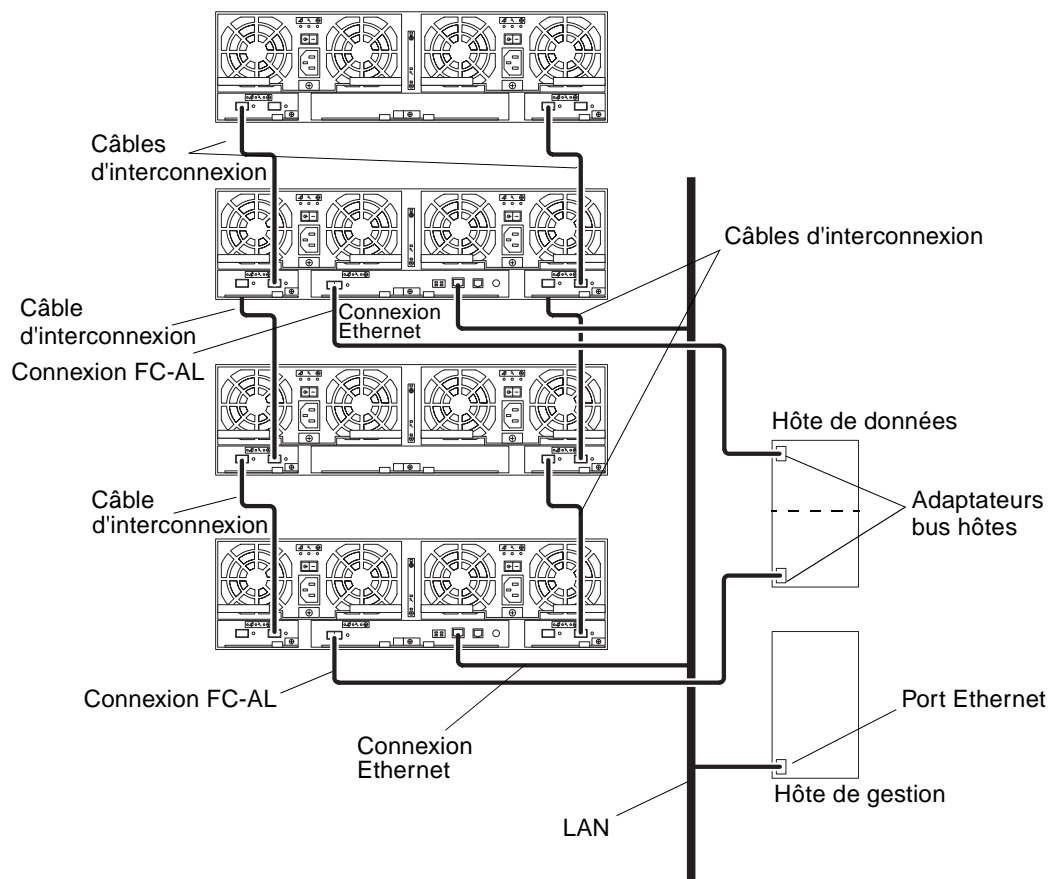 Câbles
d'interconnexion
Câbles d'interconnexion
Câble
d'interconnexion
Connexion
Ethernet
Connexion FC-AL
Hôte de données
Câble
d'interconnexion
Adaptateurs
bus hôtes
Connexion FC-AL
Port Ethernet
Connexion
Ethernet
Hôte de gestion
LAN